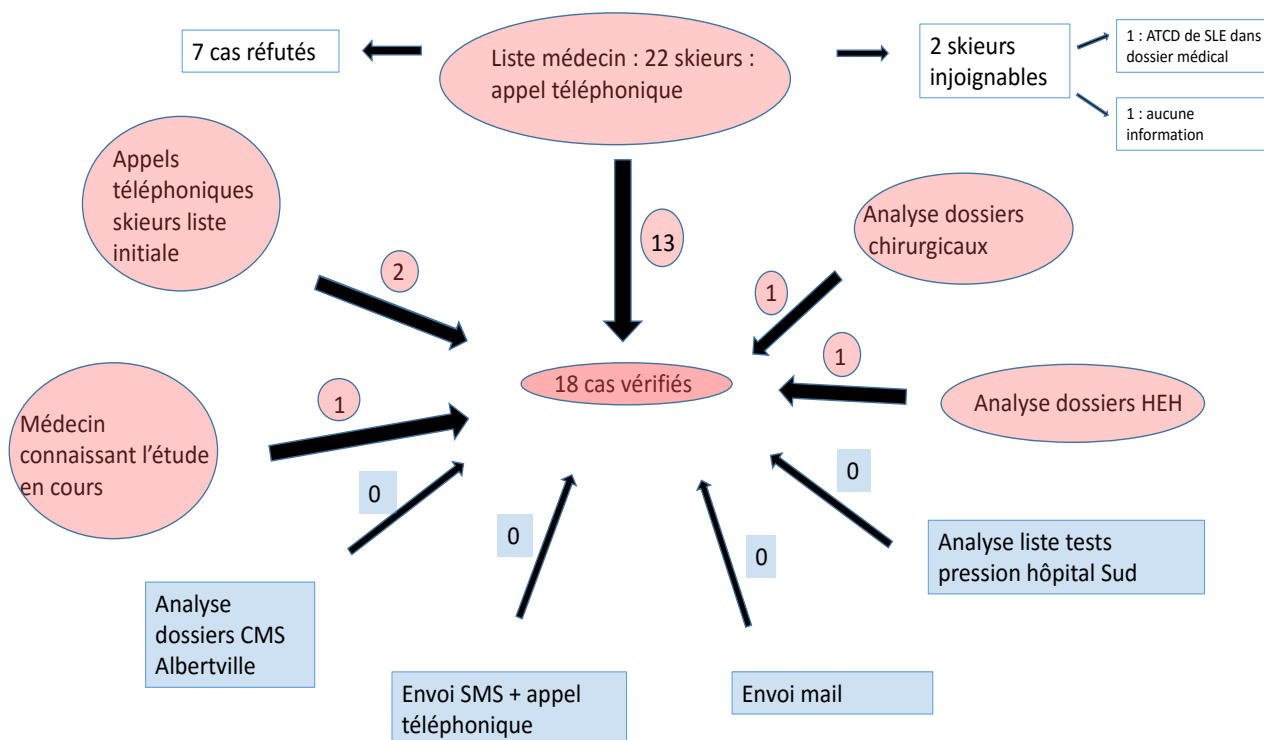 7 cas réfutés
Liste médecin : 22 skieurs :
appel téléphonique
2 skieurs
injoignables
1 : ATCD de SLE dans
dossier médical
1 : aucune
information
Appels
téléphoniques
skieurs liste
initiale
2
13
Analyse dossiers
chirurgicaux
1
1
18 cas vérifiés
Analyse dossiers HEH
Médecin
connaissant l'étude
en cours
1
0
0
0
0
Analyse liste tests
pression hôpital Sud
Analyse
dossiers CMS
Albertville
Envoi SMS + appel
téléphonique
Envoi mail